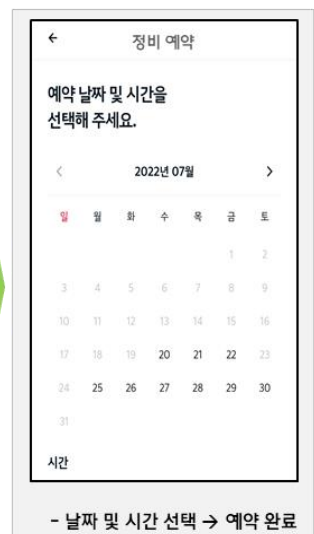 ← 정비 예약
예약 날짜 및 시간을
선택해 주세요.
< 2022년 07월 >
일 월 화 수 목 금 토
1 2
3 4 5 6 7 8 9
10 11 12 13 14 15 16
17 18 19 20 21 22 23
24 25 26 27 28 29 30
31
시간
- 날짜 및 시간 선택 → 예약 완료